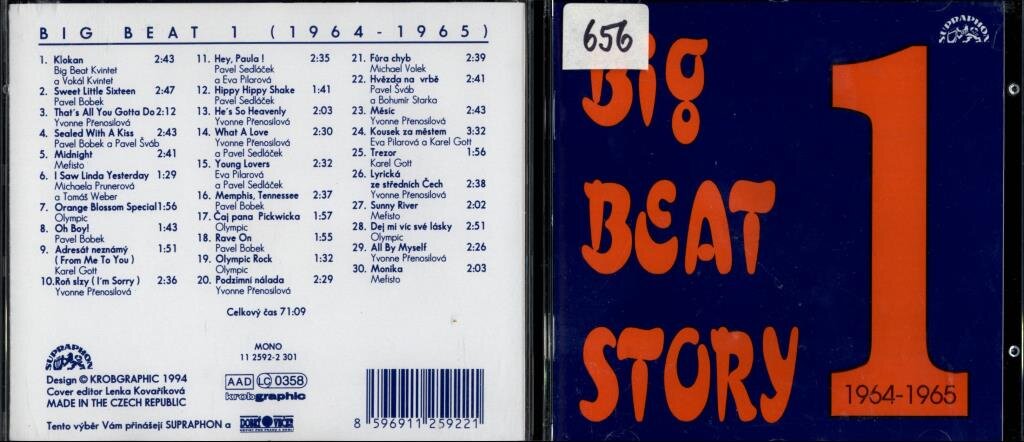 BIG BEAT 1 (1964-1965)
1. Klokan 2:43
Big Beat Kvintet
a Vokál Kvintet
2. Sweet Little Sixteen 2:47
Pavel Bobek
3. That's All You Gotta Do 2:12
Yvonne Přenosilová
4. Sealed With A Kiss 2:43
Pavel Bobek a Pavel Šváb
5. Midnight 2:41
Mefisto
6. I Saw Linda Yesterday 1:29
Michaela Prunerová
a Tomáš Weber
7. Orange Blossom Special 1:56
Olympic
8. Oh Boy! 1:43
Pavel Bobek
9. Adresát neznámý 1:51
(From Me To You)
Karel Gott
10. Roň slzy (I'm Sorry) 2:36
Yvonne Přenosilová
11. Hey, Paula! 2:35
Pavel Sedláček
a Eva Pilarová
12. Hippy Hippy Shake 1:41
Pavel Sedláček
13. He's So Heavenly 2:03
Yvonne Přenosilová
14. What A Love 2:30
Yvonne Přenosilová
a Pavel Sedláček
15. Young Lovers 2:32
Eva Pilarová
a Pavel Sedláček
16. Memphis, Tennessee 2:37
Pavel Bobek
17. Čaj pana Pickwicka 1:57
Olympic
18. Rave On 1:55
Pavel Bobek
19. Olympic Rock 1:32
Olympic
20. Podzimní nálada 2:29
Yvonne Přenosilová
21. Fůra chyb 2:39
Michael Volek
22. Hvězda na vrbě 2:41
Pavel Šváb
a Bohumír Starka
23. Měsíc 2:43
Yvonne Přenosilová
24. Kousek za městem 3:32
Eva Pilarová a Karel Gott
25. Trezor 1:56
Karel Gott
26. Lyrická
ze středních Čech 2:38
Yvonne Přenosilová
27. Sunny River 2:02
Mefisto
28. Dej mi víc své lásky 2:51
Olympic
29. All By Myself 2:26
Yvonne Přenosilová
30. Monika 2:03
Mefisto
Celkový čas 71:09
SUPRAPHON
MONO
11 2592-2 301
Design © KROBGRAPHIC 1994
Cover editor Lenka Kovaříková
MADE IN THE CZECH REPUBLIC
AAD LC 0358
krobgraphic
Tento výběr Vám přinášejí SUPRAPHON a
8 596911 259221
656
SUPRAPHON
BIG
BEAT
STORY
1
1964-1965